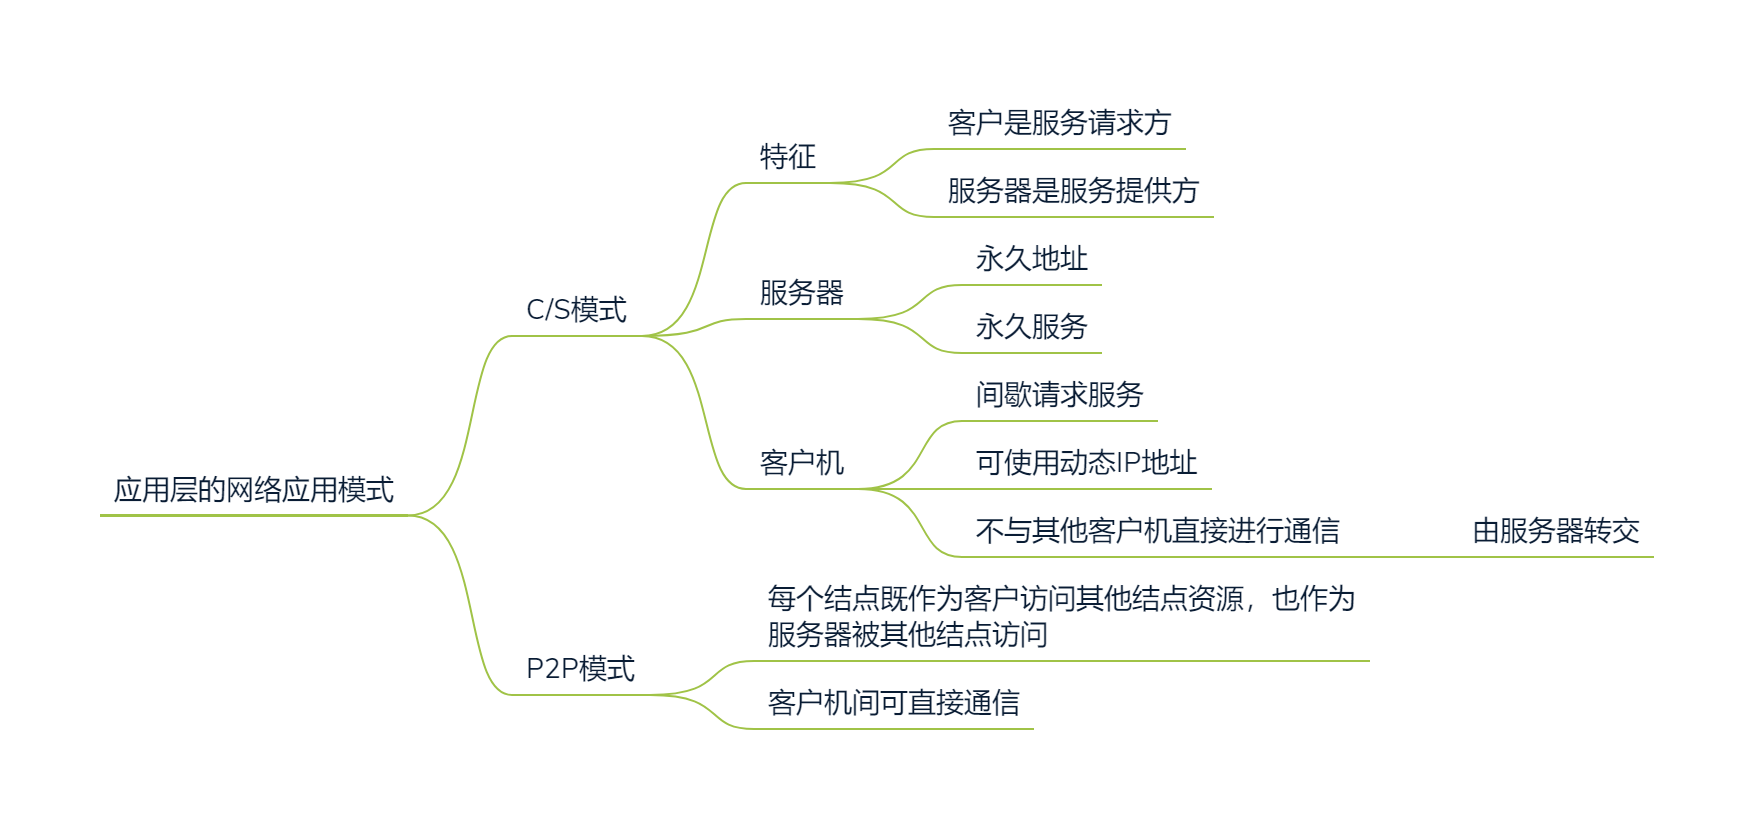 应用层的网络应用模式
C/S模式
特征
客户是服务请求方
服务器是服务提供方
服务器
永久地址
永久服务
客户机
间歇请求服务
可使用动态IP地址
不与其他客户机直接进行通信
由服务器转交
P2P模式
每个结点既作为客户访问其他结点资源，也作为
服务器被其他结点访问
客户机间可直接通信